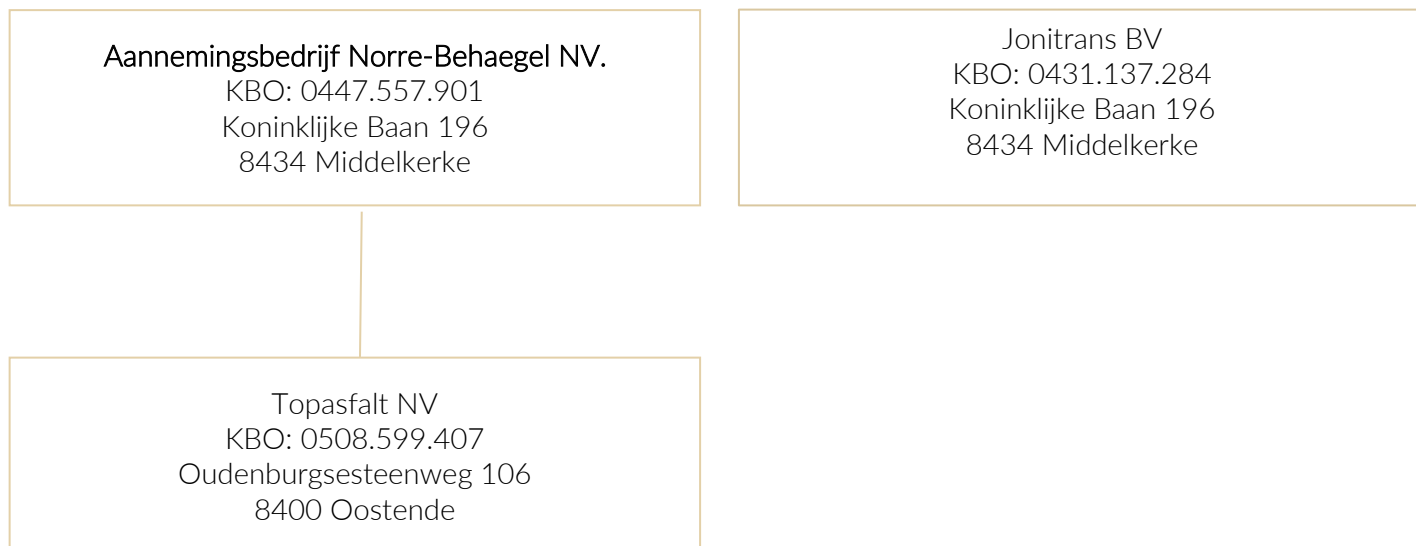 Aannemingsbedrijf Norre-Behaegel NV.
KBO: 0447.557.901
Koninklijke Baan 196
8434 Middelkerke
Jonitrans BV
KBO: 0431.137.284
Koninklijke Baan 196
8434 Middelkerke
Topasfalt NV
KBO: 0508.599.407
Oudenburgsesteenweg 106
8400 Oostende